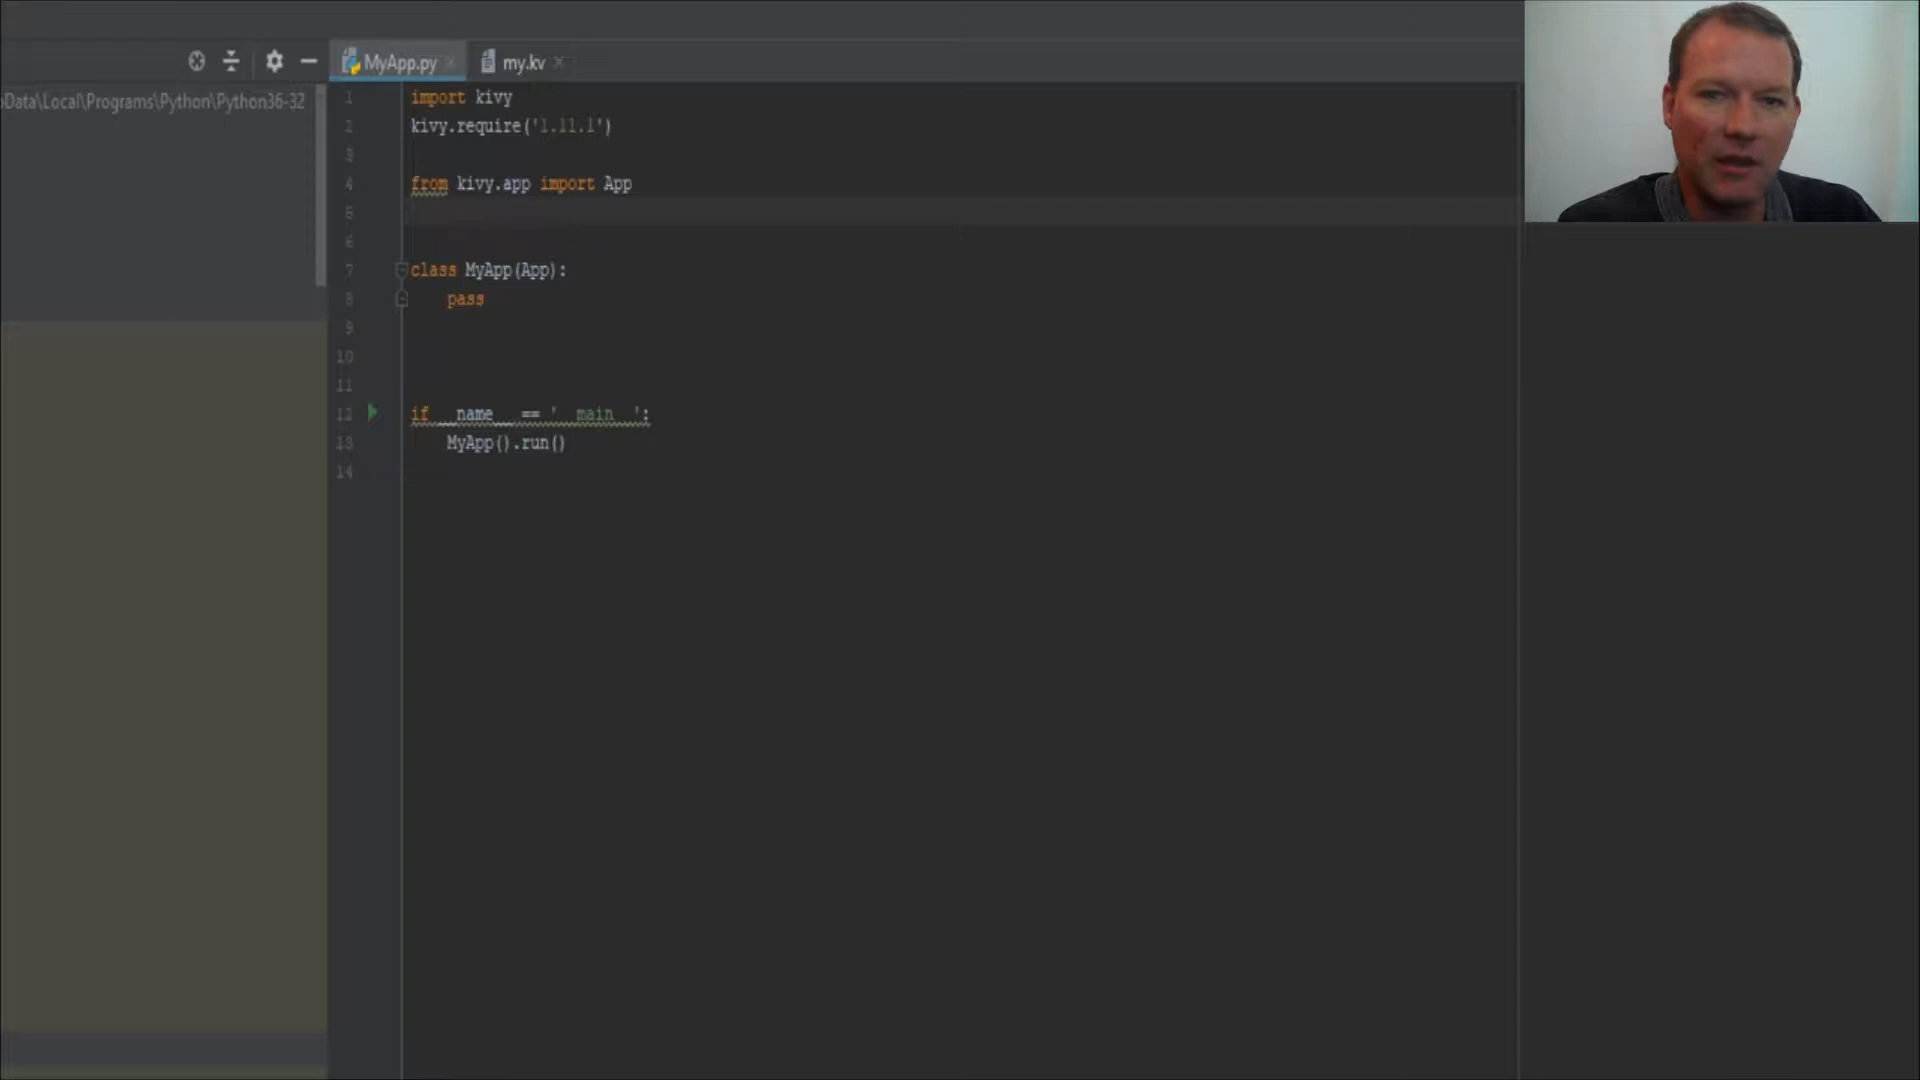 MyApp.py
my.kv
oData\Local\Programs\Python\Python36-32
1 import kivy
2 kivy.require('1.11.1')
3
4 from kivy.app import App
5
6
7 class MyApp(App):
8 pass
9
10
11
12 if __name__ == '__main__':
13 MyApp().run()
14